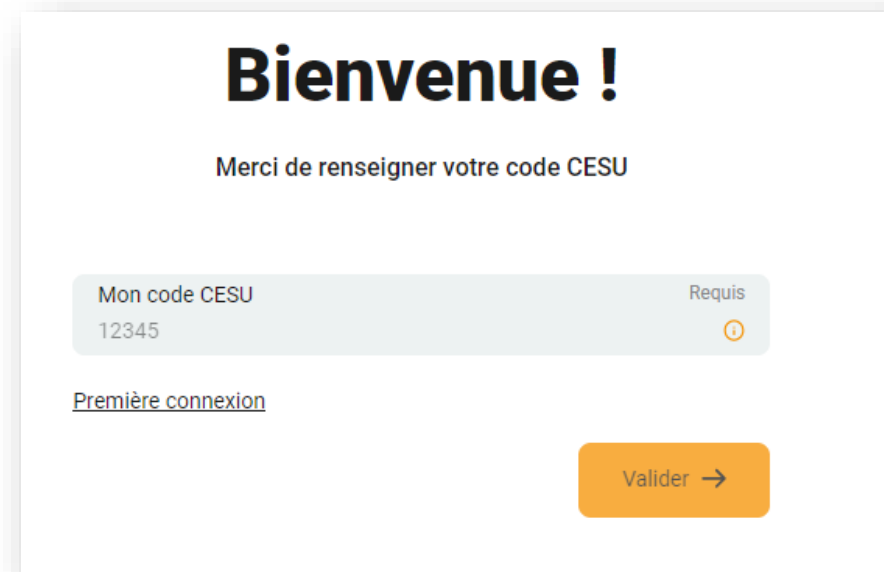 Bienvenue !
Merci de renseigner votre code CESU
Mon code CESU
Requis
12345
Première connexion
Valider →